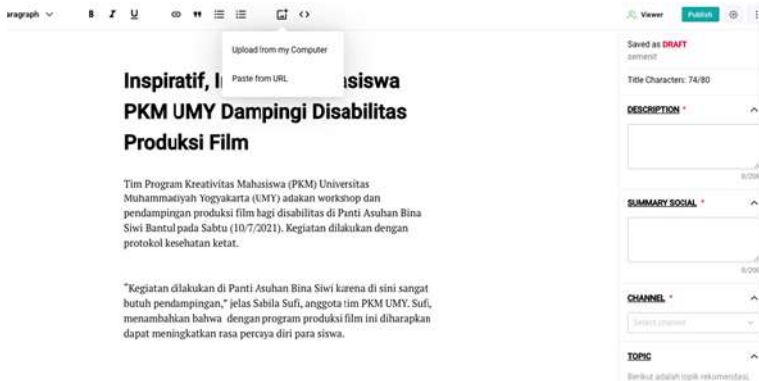 aragraph
B I U
Viewer
Publish
Upload from my Computer
Paste from URL
Saved as DRAFT
semenit
Title Characters: 74/80
Inspiratif,
asiswa
PKM UMY Dampingi Disabilitas
Produksi Film
DESCRIPTION *
Tim Program Kreativitas Mahasiswa (PKM) Universitas
Muhammadiyah Yogyakarta (UMY) adakan workshop dan
pendampingan produksi film bagi disabilitas di Panti Asuhan Bina
Siwi Bantul pada Sabtu (10/7/2021). Kegiatan dilakukan dengan
protokol kesehatan ketat.
SUMMARY SOCIAL *
"Kegiatan dilakukan di Panti Asuhan Bina Siwi karena di sini sangat
butuh pendampingan," jelas Sabila Sufi, anggota tim PKM UMY. Sufi,
menambahkan bahwa dengan program produksi film ini diharapkan
dapat meningkatkan rasa percaya diri para siswa.
CHANNEL *
Select channel
TOPIC
Berikut adalah topik rekomendasi,